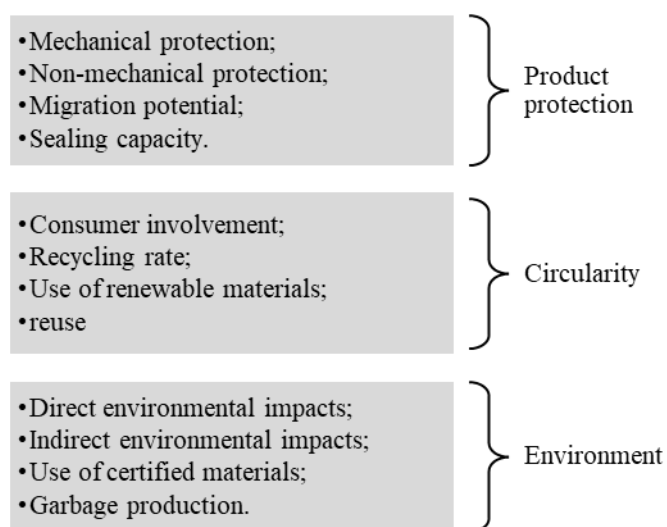 •Mechanical protection;
•Non-mechanical protection;
•Migration potential;
•Sealing capacity.
Product
protection
•Consumer involvement;
•Recycling rate;
•Use of renewable materials;
•reuse
Circularity
•Direct environmental impacts;
•Indirect environmental impacts;
•Use of certified materials;
•Garbage production.
Environment